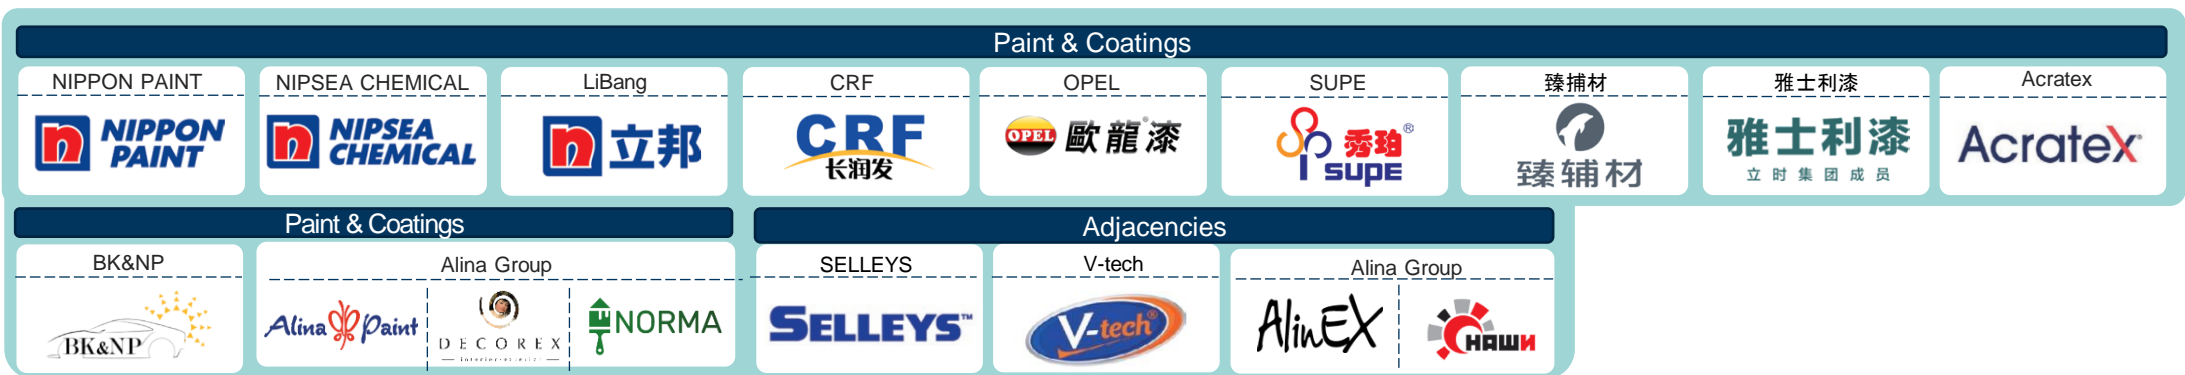 Paint & Coatings
NIPPON PAINT
NIPSEA CHEMICAL
LiBang
CRF
OPEL
SUPE
臻捕材
雅士利漆
Acratex
NIPPON
PAINT
NIPSEA
CHEMICAL
立邦
CRF
长润发
OPEL 歐龍漆
秀珀®
SUPE
臻辅材
雅士利漆
立时集团成员
Acratex
Paint & Coatings
Adjacencies
BK&NP
Alina Group
SELLEYS
V-tech
Alina Group
BK&NP
Alina Paint
DECOREX
NORMA
SELLEYS™
V-tech®
AlinEX
НАШИ